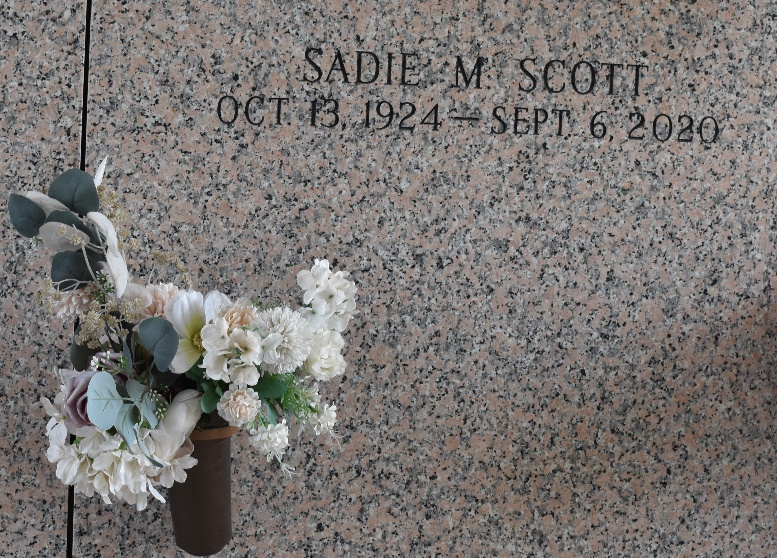 SADIE M. SCOTT
OCT 13, 1924 — SEPT. 6, 2020